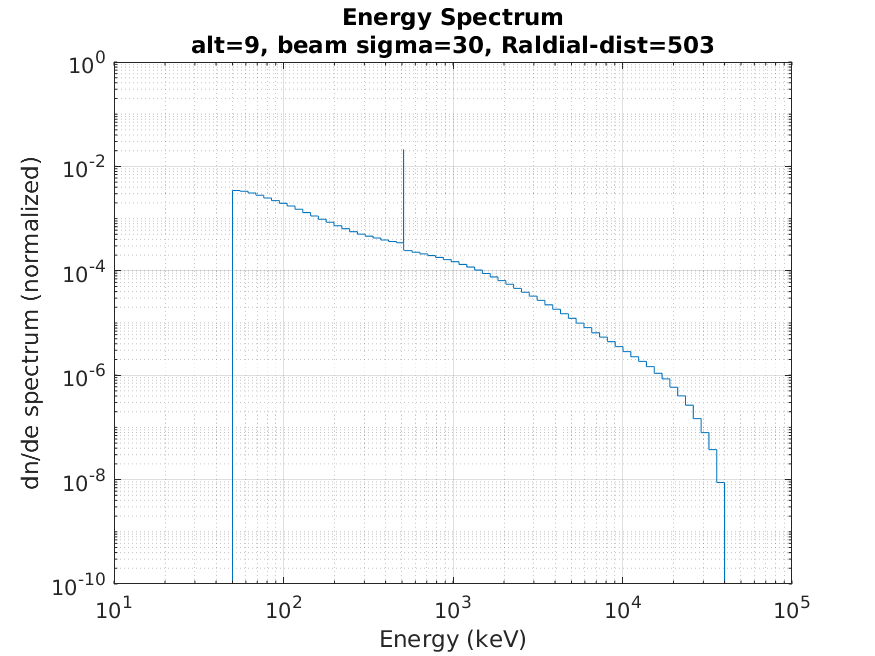 Energy Spectrum
alt=9, beam sigma=30, Raldial-dist=503
10^0
10^-2
10^-4
10^-6
10^-8
10^-10
dn/de spectrum (normalized)
10^1 10^2 10^3 10^4 10^5
Energy (keV)